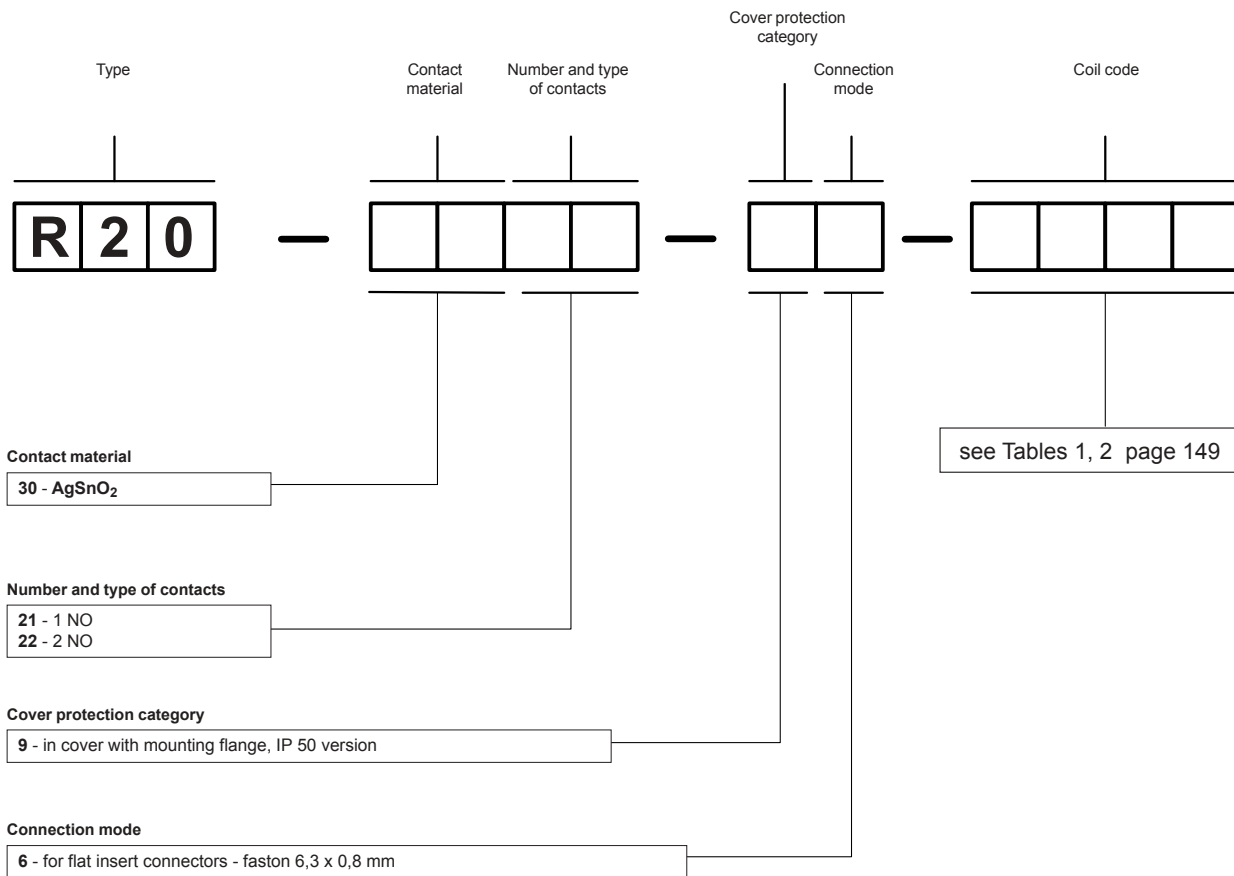 Cover protection
category
Type
Contact
material
Number and type
of contacts
Connection
mode
Coil code
R 2 0 – –  –
see Tables 1, 2 page 149
Contact material
30 - AgSnO₂
Number and type of contacts
21 - 1 NO
22 - 2 NO
Cover protection category
9 - in cover with mounting flange, IP 50 version
Connection mode
6 - for flat insert connectors - faston 6,3 x 0,8 mm